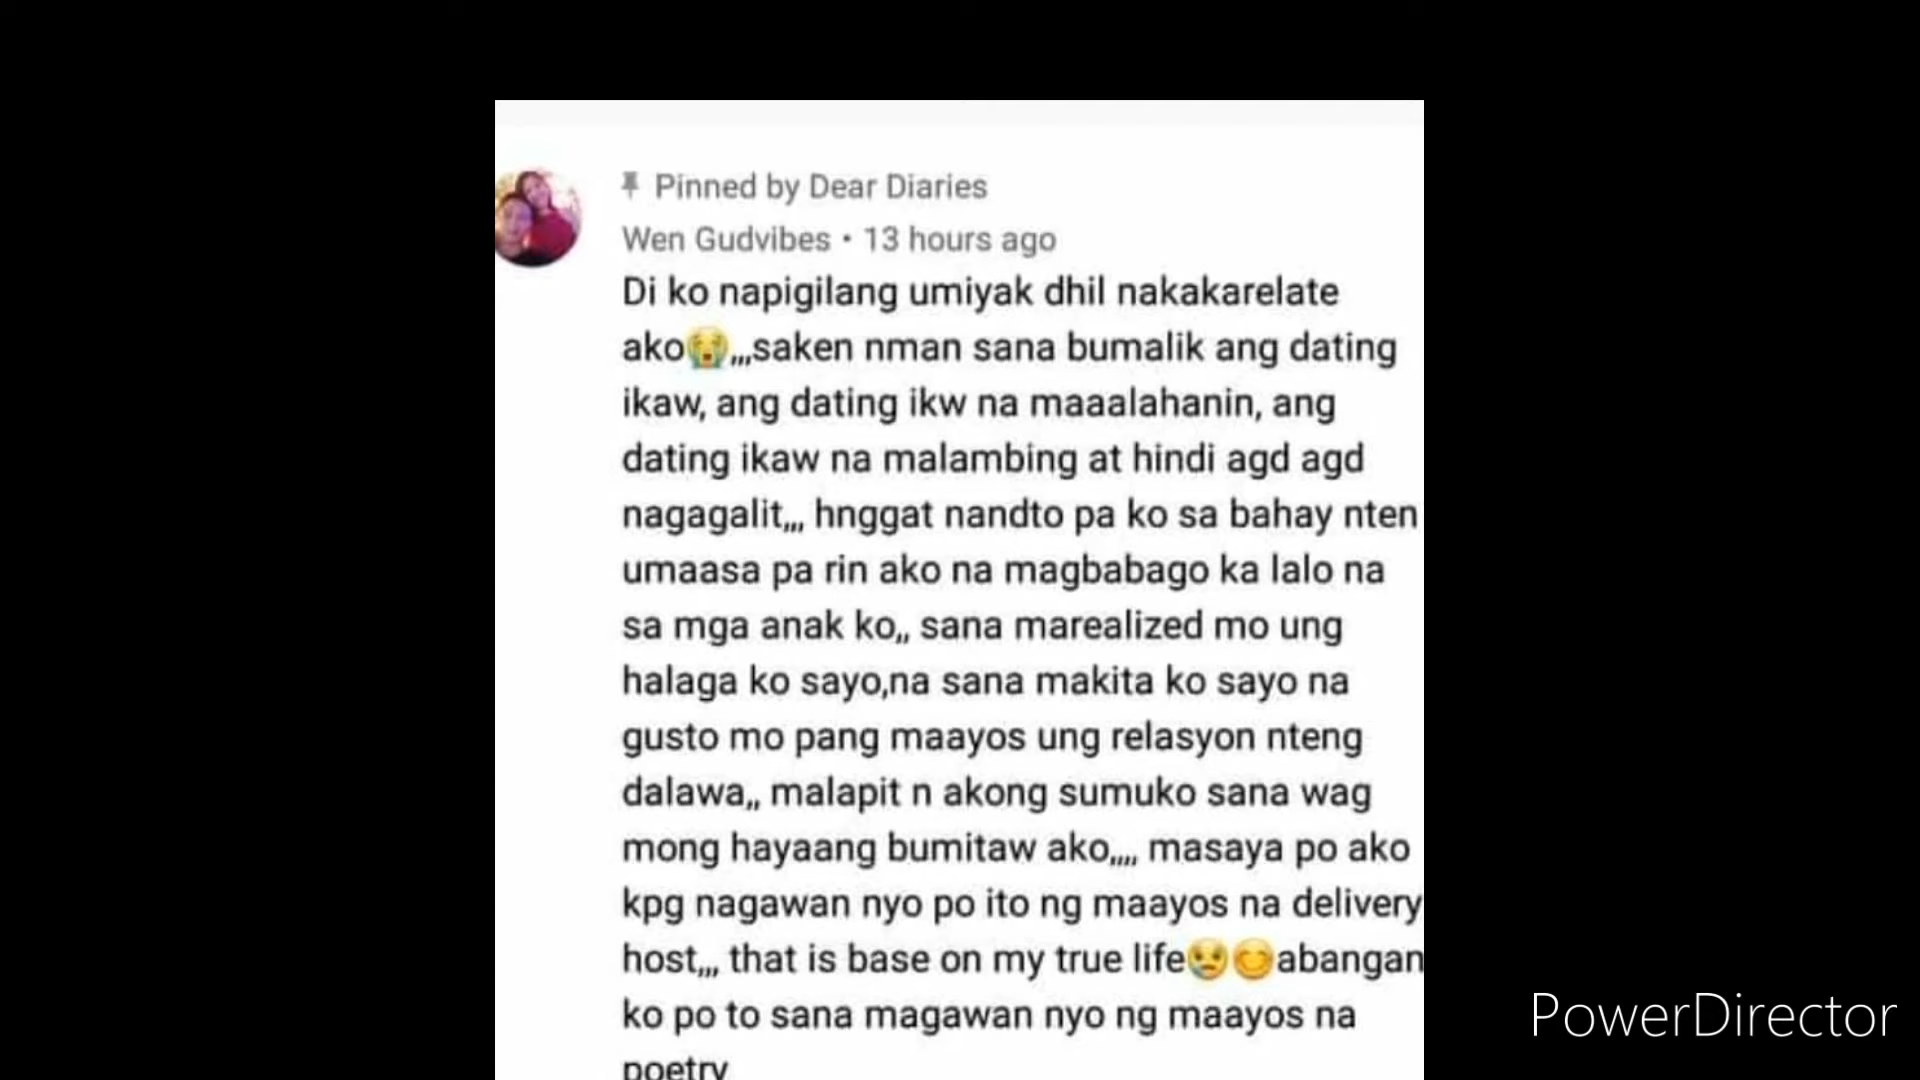 Pinned by Dear Diaries
Wen Gudvibes • 13 hours ago
Di ko napigilang umiyak dhil nakakarelate
ako😭,,,saken nman sana bumalik ang dating
ikaw, ang dating ikw na maaalahanin, ang
dating ikaw na malambing at hindi agd agd
nagagalit,,, hnggat nandto pa ko sa bahay nten
umaasa pa rin ako na magbabago ka lalo na
sa mga anak ko,, sana marealized mo ung
halaga ko sayo,na sana makita ko sayo na
gusto mo pang maayos ung relasyon nteng
dalawa,, malapit n akong sumuko sana wag
mong hayaang bumitaw ako,,,, masaya po ako
kpg nagawan nyo po ito ng maayos na delivery
host,,, that is base on my true life😢😊abangan
ko po to sana magawan nyo ng maayos na
poetry
PowerDirector